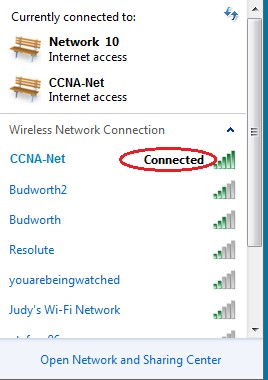 Currently connected to:
Network 10
Internet access
CCNA-Net
Internet access
Wireless Network Connection
CCNA-Net Connected
Budworth2
Budworth
Resolute
youarebeingwatched
Judy's Wi-Fi Network
Open Network and Sharing Center